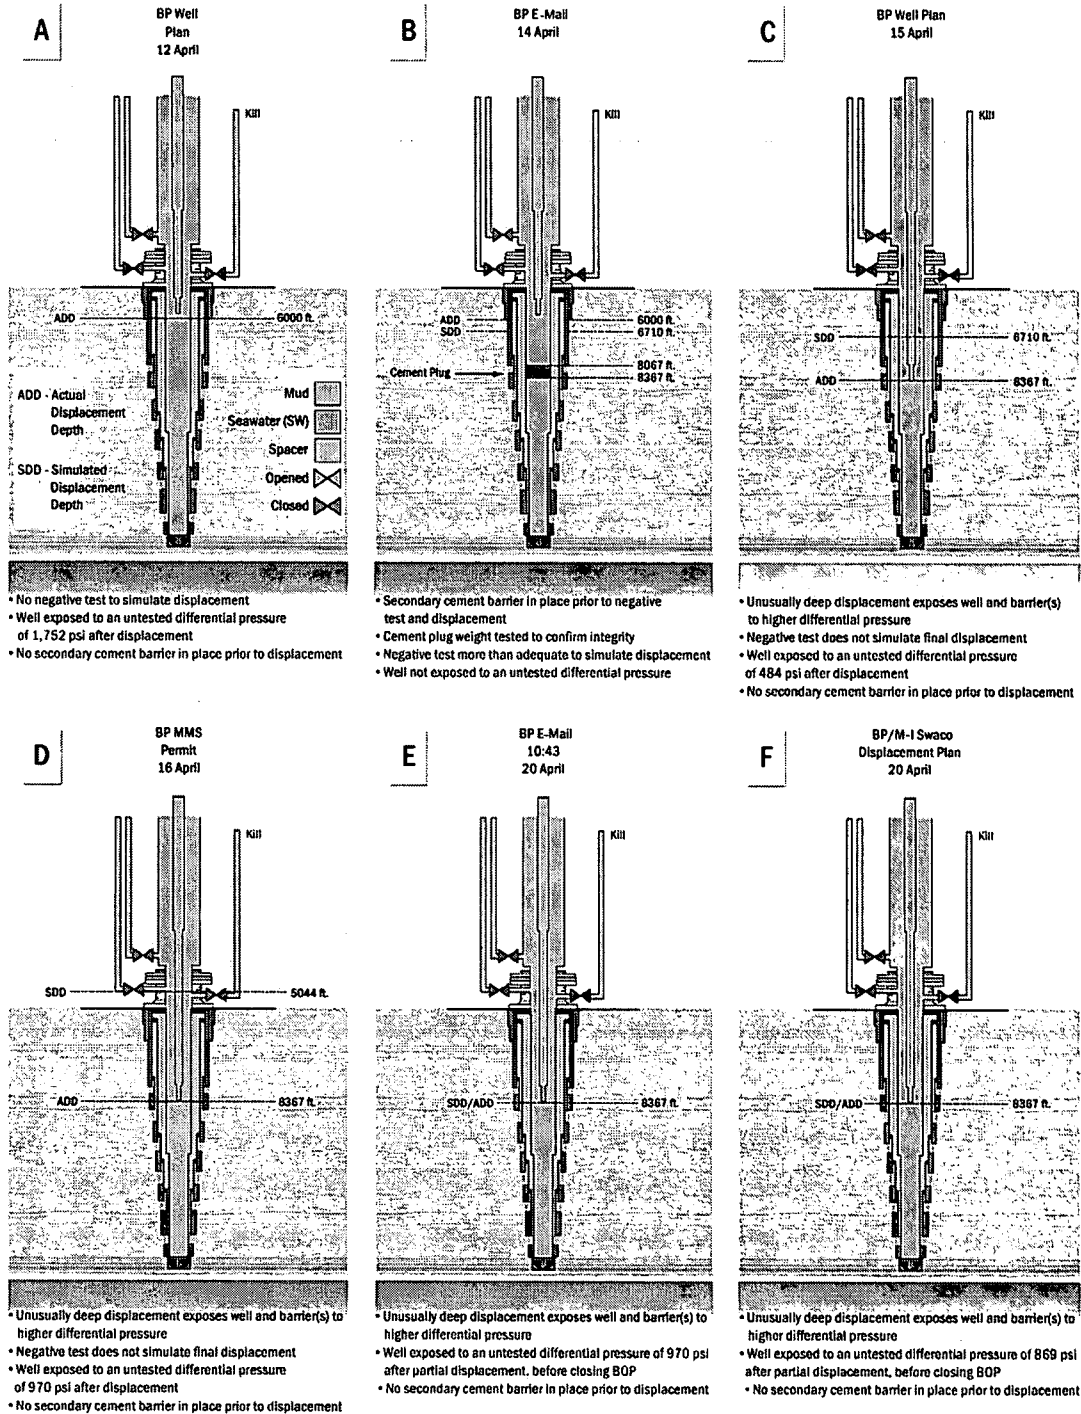 A
BP Well
Plan
12 April
Kill
ADD
6000 ft.
ADD - Actual
Displacement
Depth
SDD - Simulated
Displacement
Depth
Mud
Seawater (SW)
Spacer
Opened
Closed
• No negative test to simulate displacement
• Well exposed to an untested differential pressure
of 1,752 psi after displacement
• No secondary cement barrier in place prior to displacement
B
BP E-Mail
14 April
Kill
ADD
6000 ft.
SDD
6710 ft.
Cement Plug
8067 ft.
8367 ft.
• Secondary cement barrier in place prior to negative
test and displacement
• Cement plug weight tested to confirm integrity
• Negative test more than adequate to simulate displacement
• Well not exposed to an untested differential pressure
C
BP Well Plan
15 April
Kill
SDD
6710 ft.
ADD
8367 ft.
• Unusually deep displacement exposes well and barrier(s)
to higher differential pressure
• Negative test does not simulate final displacement
• Well exposed to an untested differential pressure
of 484 psi after displacement
• No secondary cement barrier in place prior to displacement
D
BP MMS
Permit
16 April
Kill
SDD
5044 ft.
ADD
8367 ft.
• Unusually deep displacement exposes well and barrier(s) to
higher differential pressure
• Negative test does not simulate final displacement
• Well exposed to an untested differential pressure
of 970 psi after displacement
• No secondary cement barrier in place prior to displacement
E
BP E-Mail
10:43
20 April
Kill
SDD/ADD
8367 ft.
• Unusually deep displacement exposes well and barrier(s) to
higher differential pressure
• Well exposed to an untested differential pressure of 970 psi
after partial displacement, before closing BOP
• No secondary cement barrier in place prior to displacement
F
BP/M-I Swaco
Displacement Plan
20 April
Kill
SDD/ADD
8367 ft.
• Unusually deep displacement exposes well and barrier(s) to
higher differential pressure
• Well exposed to an untested differential pressure of 869 psi
after partial displacement, before closing BOP
• No secondary cement barrier in place prior to displacement